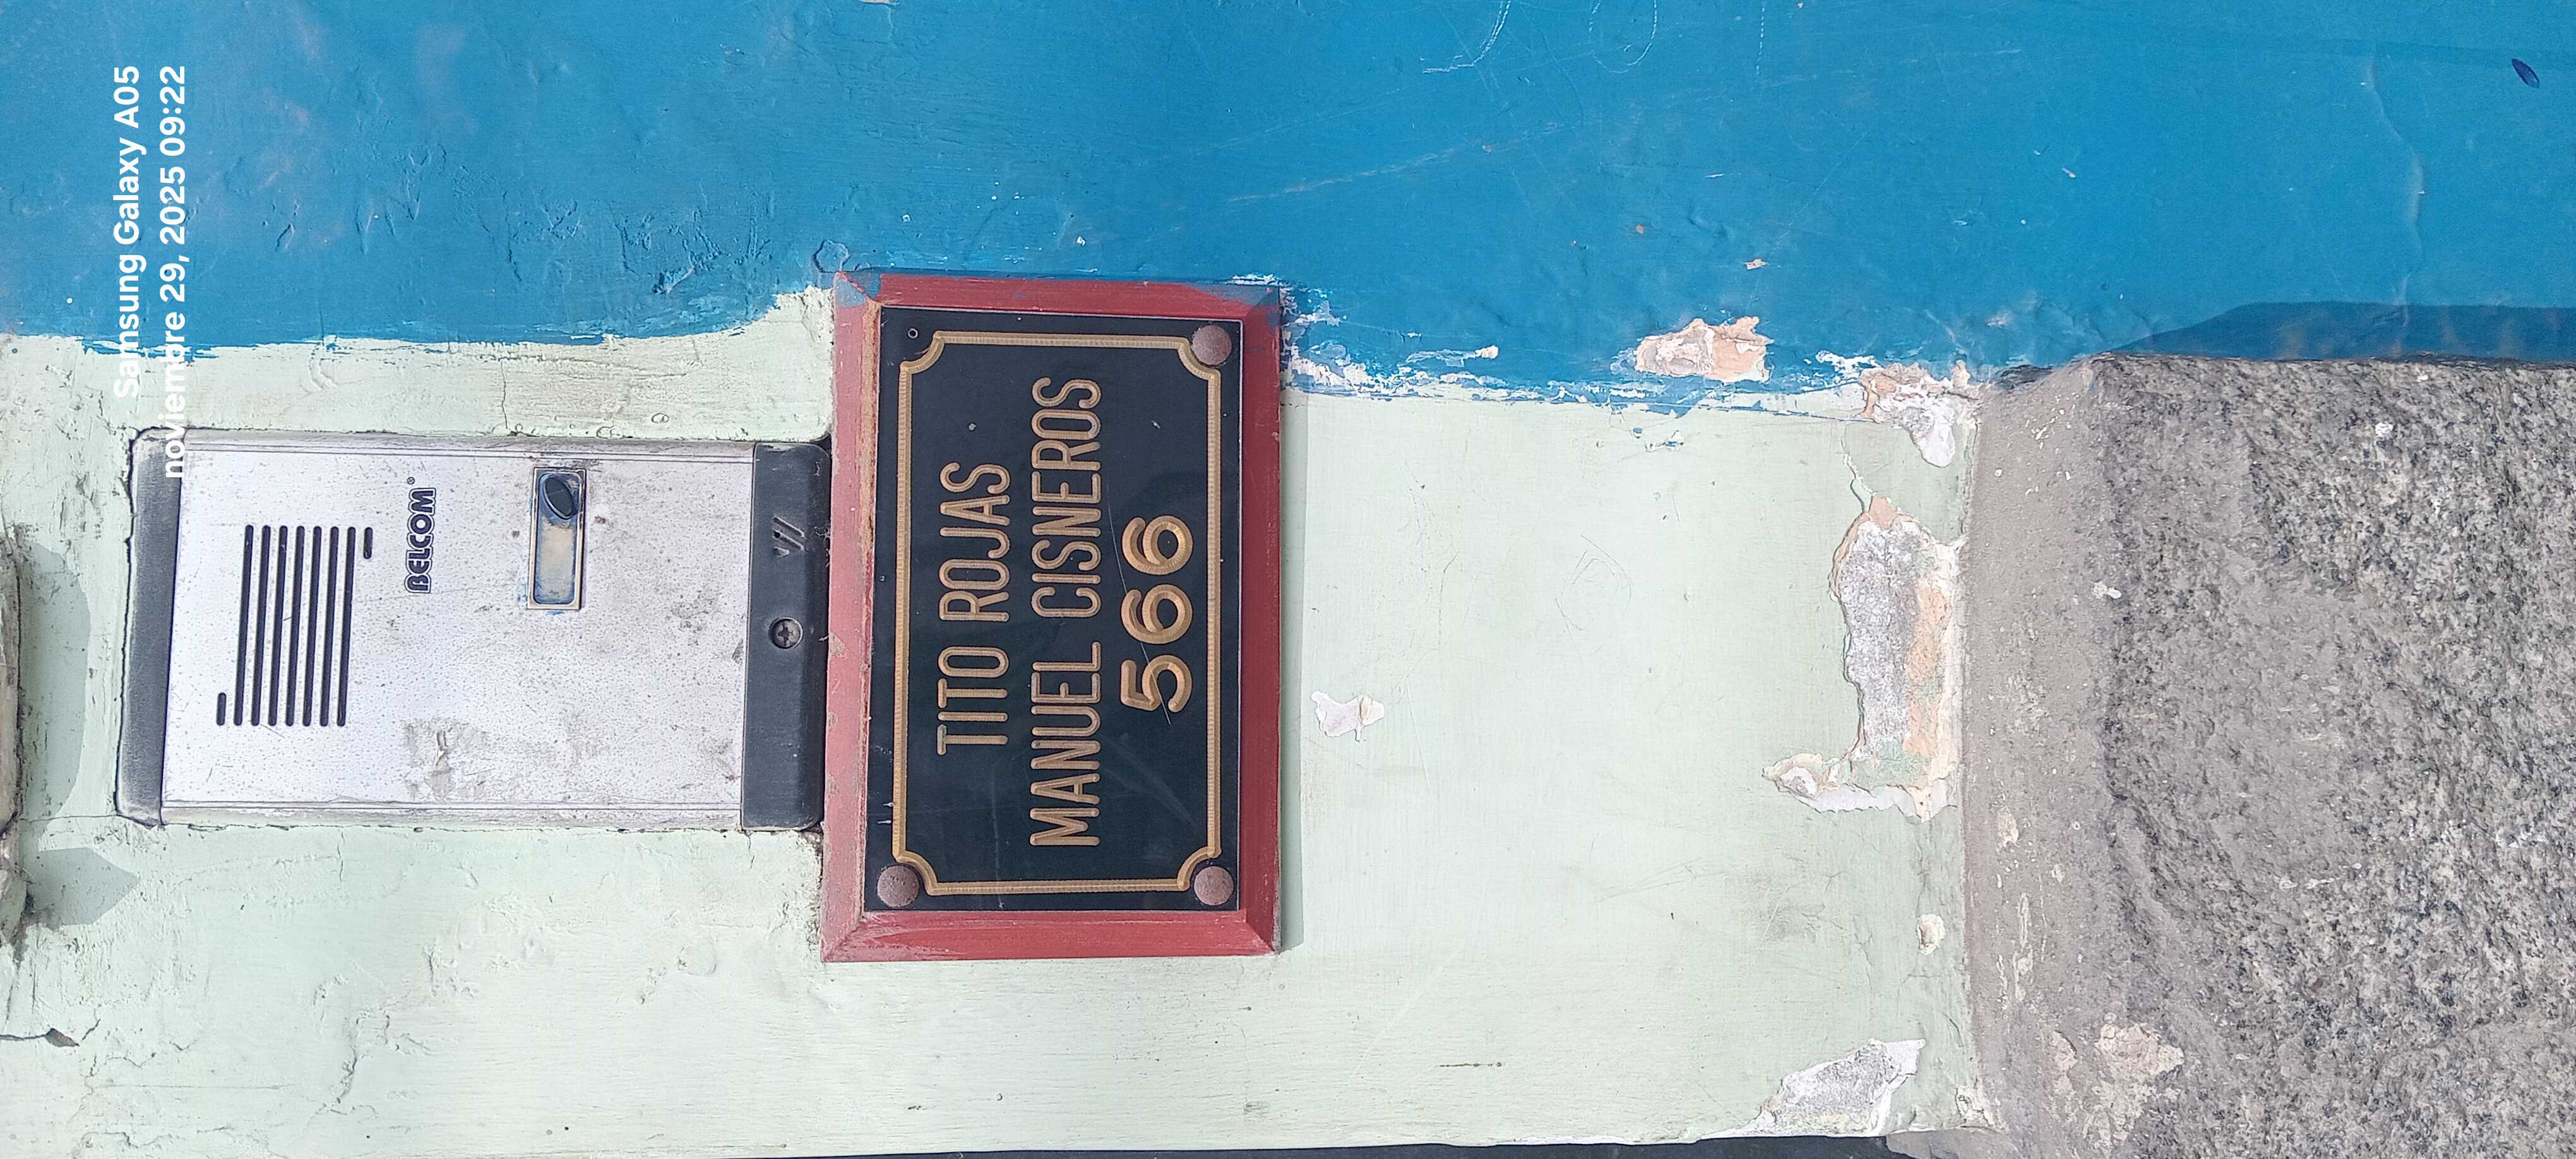 Samsung Galaxy A05
noviembre 29, 2025 09:22
BELCOM
TITO ROJAS
MANUEL CISNEROS
566